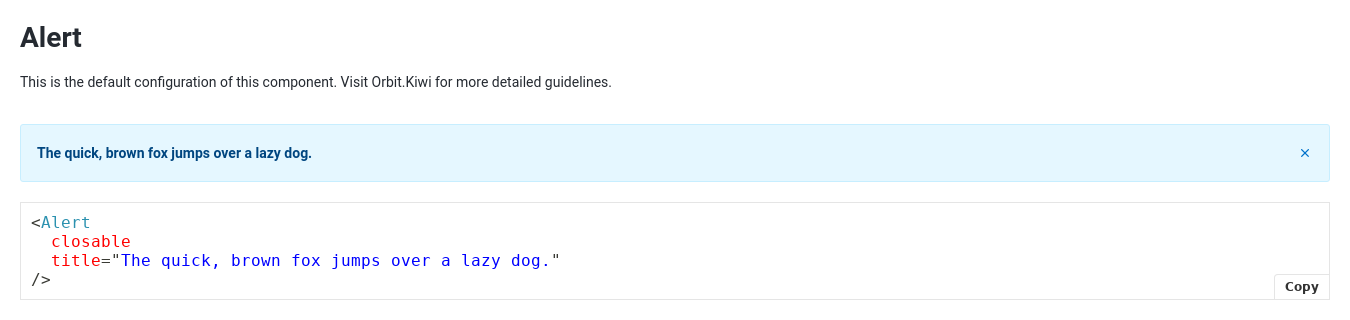 Alert
This is the default configuration of this component. Visit Orbit.Kiwi for more detailed guidelines.
The quick, brown fox jumps over a lazy dog.
<Alert
  closable
  title="The quick, brown fox jumps over a lazy dog."
/>
Copy